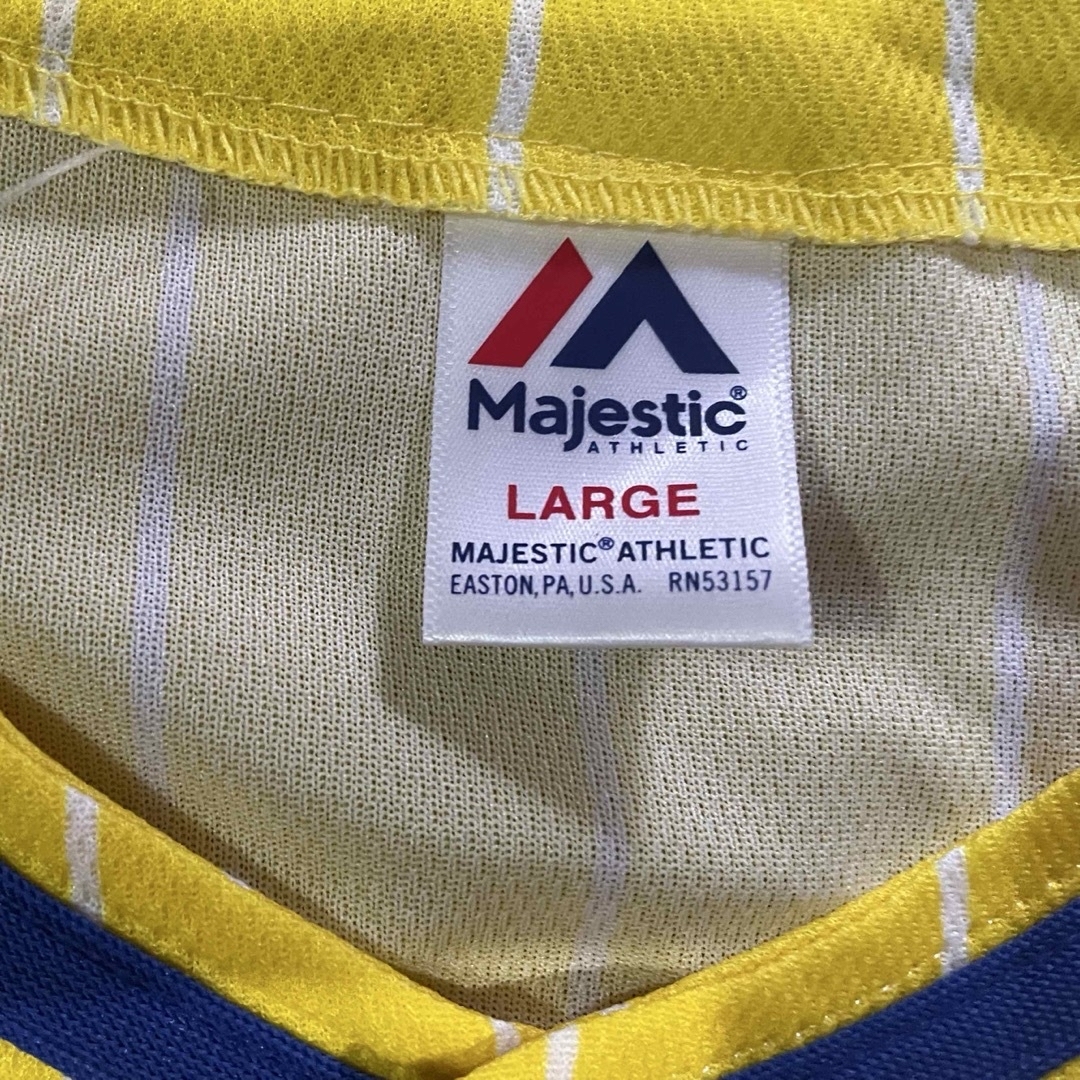 Majestic®
ATHLETIC
LARGE
MAJESTIC® ATHLETIC
EASTON, PA, U.S.A. RN53157